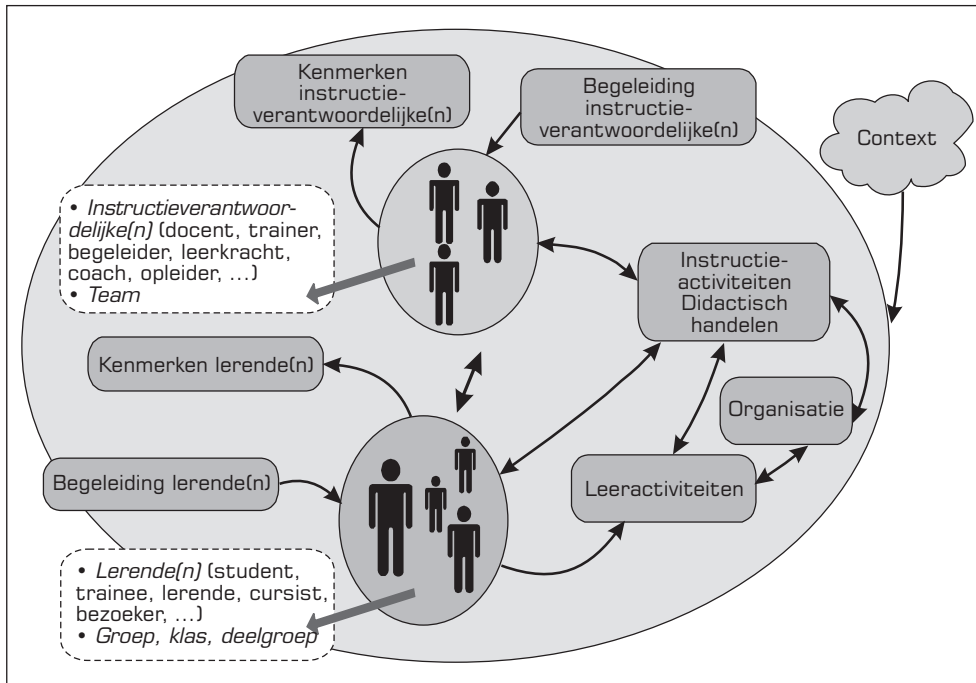 Kenmerken
instructie-
verantwoordelijke(n)
Begeleiding
instructie-
verantwoordelijke(n)
Context
• Instructieverantwoor-
delijke(n) (docent, trainer,
begeleider, leerkracht,
coach, opleider, ...)
• Team
Instructie-
activiteiten
Didactisch
handelen
Kenmerken lerende(n)
Organisatie
Begeleiding lerende(n)
Leeractiviteiten
• Lerende(n) (student,
trainee, lerende, cursist,
bezoeker, ...)
• Groep, klas, deelgroep